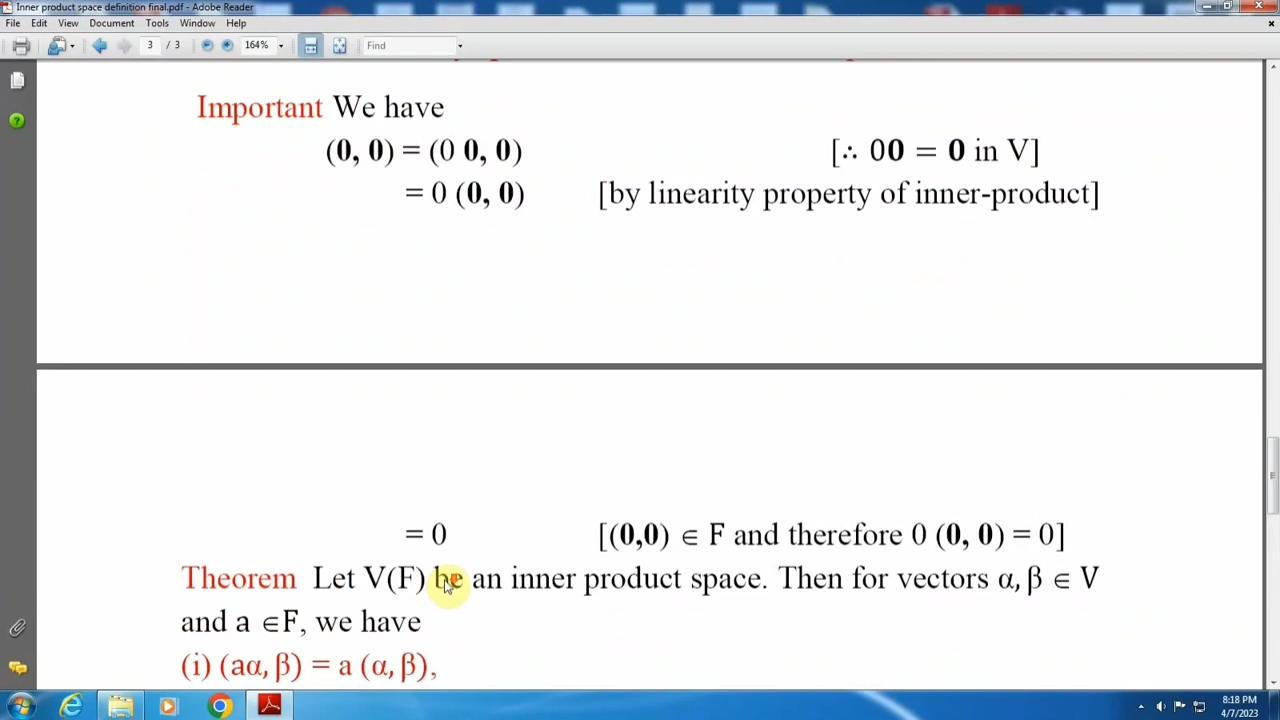 Inner product space definition final.pdf - Adobe Reader
File Edit View Document Tools Window Help
3 / 3 164% Find
Important We have
(0, 0) = (0 0, 0) [∴ 00 = 0 in V]
= 0 (0, 0) [by linearity property of inner-product]
= 0 [(0,0) ∈ F and therefore 0 (0, 0) = 0]
Theorem Let V(F) be an inner product space. Then for vectors α, β ∈ V
and a ∈F, we have
(i) (aα, β) = a (α, β),
8:18 PM
4/7/2023